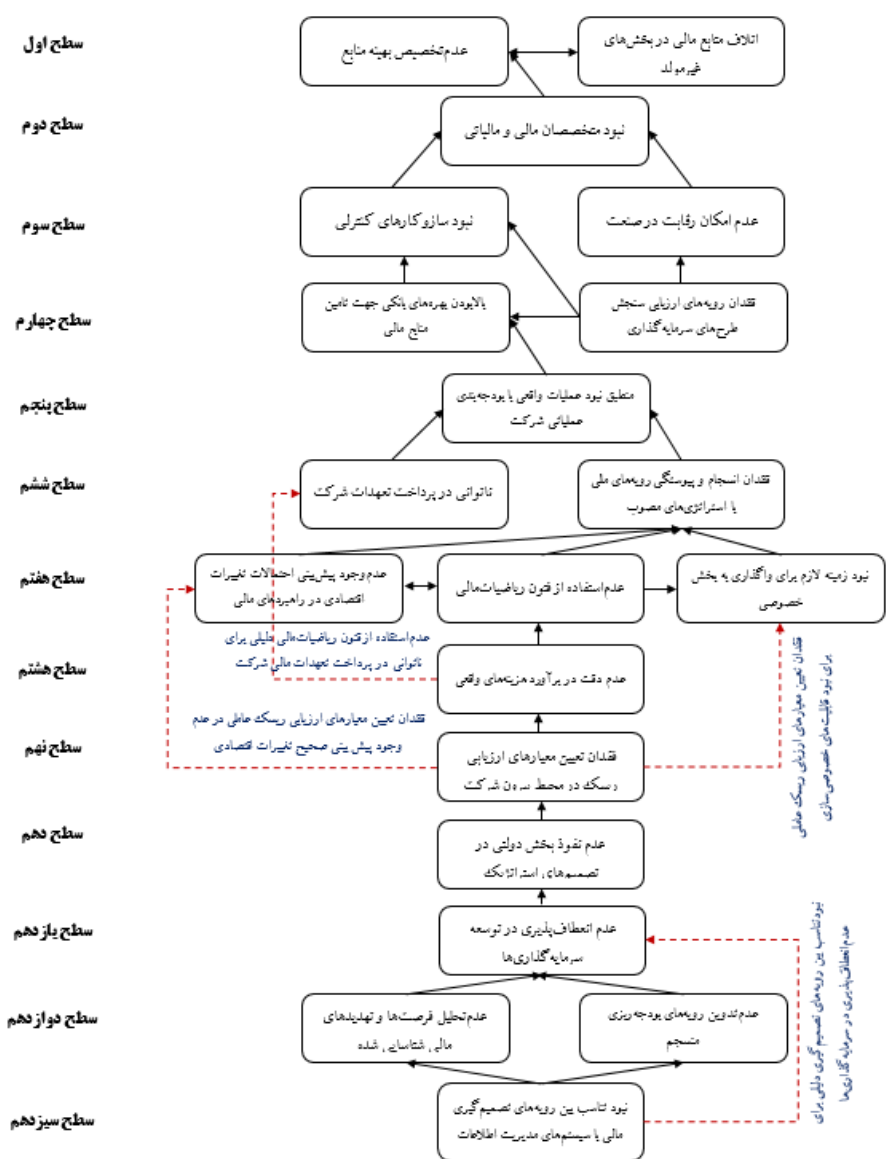 سطح اول
اتلاف منابع مالی در بخش‌های
غیرمولد
عدم‌تخصیص بهینه منابع
سطح دوم
نبود متخصصان مالی و مالیاتی
سطح سوم
عدم امکان رقابت در صنعت
نبود سازوکارهای کنترلی
سطح چهارم
فقدان رویه‌های ارزیابی سنجش
طرح‌های سرمایه‌گذاری
بالابودن بهره‌های بانکی جهت تامین
منابع مالی
سطح پنجم
منطبق نبود عملیات واقعی با بودجه‌بندی
عملیاتی شرکت
سطح ششم
فقدان انسجام و پیوستگی رویه‌های ملی
با استراتژی‌های مصوب
ناتوانی در پرداخت تعهدات شرکت
سطح هفتم
نبود زمینه لازم برای واگذاری به بخش
خصوصی
عدم‌استفاده از فنون ریاضیات‌مالی
عدم‌وجود پیش‌بینی احتمالات تغییرات
اقتصادی در راهبردهای مالی
عدم‌استفاده از فنون ریاضیات‌مالی دلیلی برای
ناتوانی در پرداخت تعهدات مالی شرکت
سطح هشتم
عدم دقت در برآورد هزینه‌های واقعی
فقدان تعیین معیارهای ارزیابی ریسک عاملی
برای نبود قابلیت‌های خصوصی‌سازی
فقدان تعیین معیارهای ارزیابی ریسک عاملی در عدم
وجود پیش بینی صحیح تغییرات اقتصادی
سطح نهم
فقدان تعیین معیارهای ارزیابی
ریسک در محیط بیرون شرکت
سطح دهم
عدم نفوذ بخش دولتی در
تصمیم‌های استراتژیک
سطح یازدهم
عدم انعطاف‌پذیری در توسعه
سرمایه‌گذاری‌ها
نبود تناسب بین رویه‌های تصمیم گیری دلیلی برای
عدم‌انعطاف‌پذیری در سرمایه گذاری‌ها
سطح دوازدهم
عدم‌تدوین رویه‌های بودجه‌ریزی
منسجم
عدم‌تحلیل فرصت‌ها و تهدیدهای
مالی شناسایی شده
سطح سیزدهم
نبود تناسب بین رویه‌های تصمیم‌گیری
مالی با سیستم‌های مدیریت اطلاعات